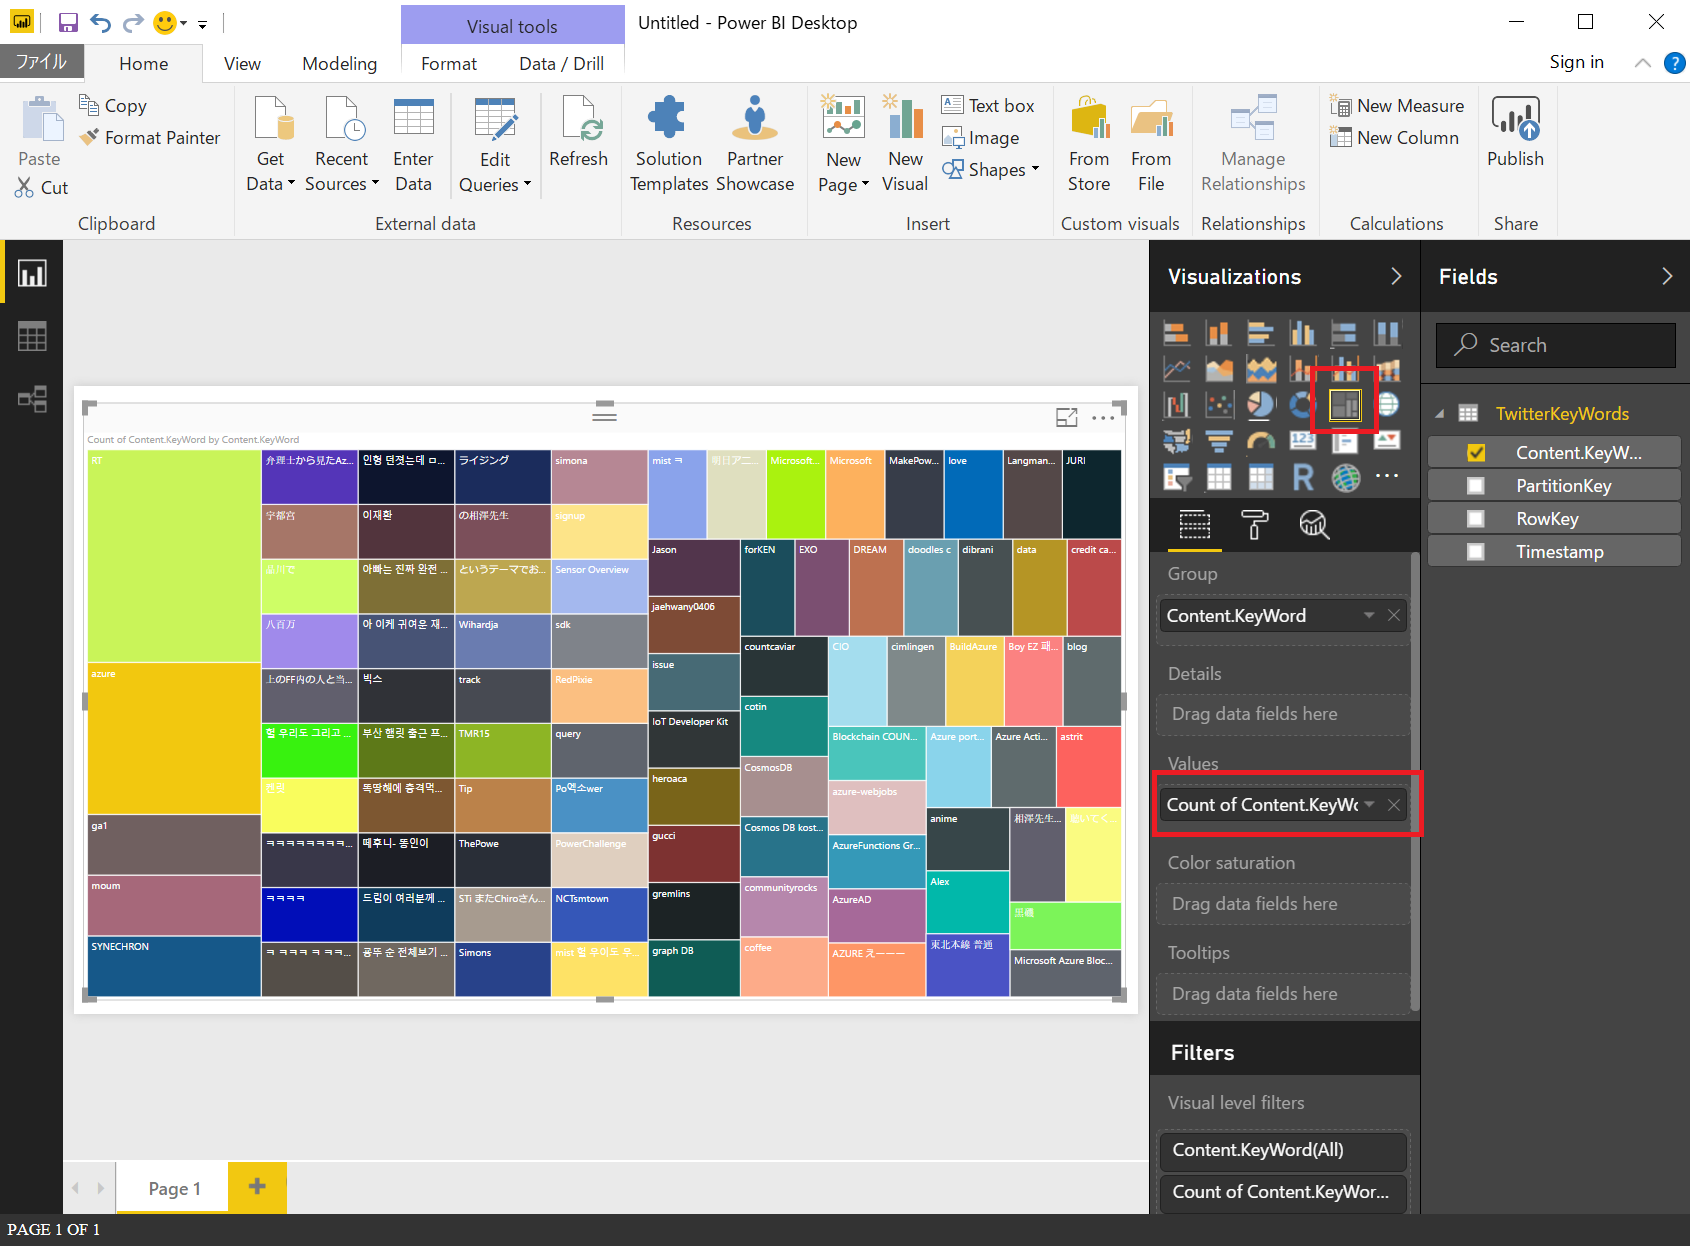 Visual tools
Untitled - Power BI Desktop
ファイル
Home
View
Modeling
Format
Data / Drill
Sign in
Paste
Copy
Format Painter
Cut
Get Data
Recent Sources
Enter Data
Edit Queries
Refresh
Solution Templates
Partner Showcase
New Page
New Visual
Text box
Image
Shapes
From Store
From File
Manage Relationships
New Measure
New Column
Publish
Clipboard
External data
Resources
Insert
Custom visuals
Relationships
Calculations
Share
Count of Content.KeyWord by Content.KeyWord
RT
azure
ga1
moum
SYNECHRON
弁理士から見たAz...
宇都宮
品川で
八百万
上のFF内の人と当...
헐 우리도 그리고 ...
ㅋㅋㅋㅋㅋㅋㅋㅋ...
ㅋㅋㅋㅋ
ㅋ ㅋㅋㅋ ㅋ ㅋㅋ...
인형 던졌는데 ㅁ...
이재환
아빠는 진짜 완전 ...
아 이케 귀여운 재...
빅스
부산 햄릿 출근 프...
똑땅해에 충격먹...
떼후니- 똥인이
드림이 여러분께 ...
용뚜 순 전체보기 ...
ライジング
の相澤先生
というテーマでお...
Wihardja
track
TMR15
Tip
ThePowe
STi またChiroさん...
Simons
simona
signup
Sensor Overview
sdk
RedPixie
query
Po엑소wer
PowerChallenge
NCTsmtown
mist 헐 우이도 우...
mist ㅋ
明日アニ...
Microsoft...
Microsoft
MakePow...
love
Langman...
JURI
Jason
jaehwany0406
issue
IoT Developer Kit
heroaca
gucci
gremlins
graph DB
forKEN
EXO
DREAM
doodles c
dibrani
data
credit ca...
countcaviar
cotin
CosmosDB
Cosmos DB kost...
communityrocks
coffee
CIO
cimlingen
BuildAzure
Boy EZ 패...
blog
Blockchain COUN...
azure-webjobs
AzureFunctions Gr...
AzureAD
AZURE えーーー
Azure port...
Azure Acti...
astrit
anime
Alex
東北本線 普通
相澤先生...
黒磯
Microsoft Azure Bloc...
Visualizations
123
R
Group
Content.KeyWord
Details
Drag data fields here
Values
Count of Content.KeyWo
Color saturation
Drag data fields here
Tooltips
Drag data fields here
Filters
Visual level filters
Content.KeyWord(All)
Count of Content.KeyWor...
Fields
Search
TwitterKeyWords
Content.KeyW...
PartitionKey
RowKey
Timestamp
Page 1
PAGE 1 OF 1